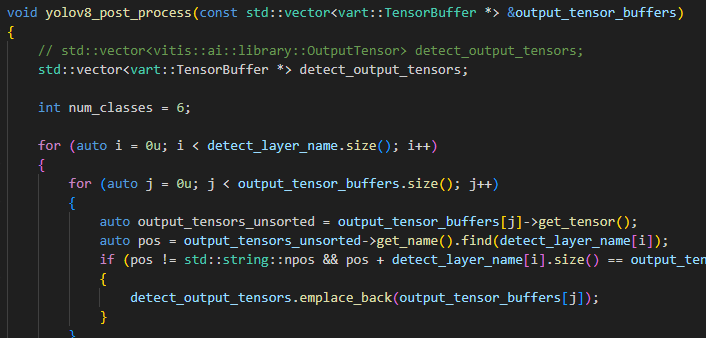 void yolov8_post_process(const std::vector<vart::TensorBuffer *> &output_tensor_buffers)
{
    // std::vector<vitis::ai::library::OutputTensor> detect_output_tensors;
    std::vector<vart::TensorBuffer *> detect_output_tensors;

    int num_classes = 6;

    for (auto i = 0u; i < detect_layer_name.size(); i++)
    {
        for (auto j = 0u; j < output_tensor_buffers.size(); j++)
        {
            auto output_tensors_unsorted = output_tensor_buffers[j]->get_tensor();
            auto pos = output_tensors_unsorted->get_name().find(detect_layer_name[i]);
            if (pos != std::string::npos && pos + detect_layer_name[i].size() == output_ten
            {
                detect_output_tensors.emplace_back(output_tensor_buffers[j]);
            }
        }